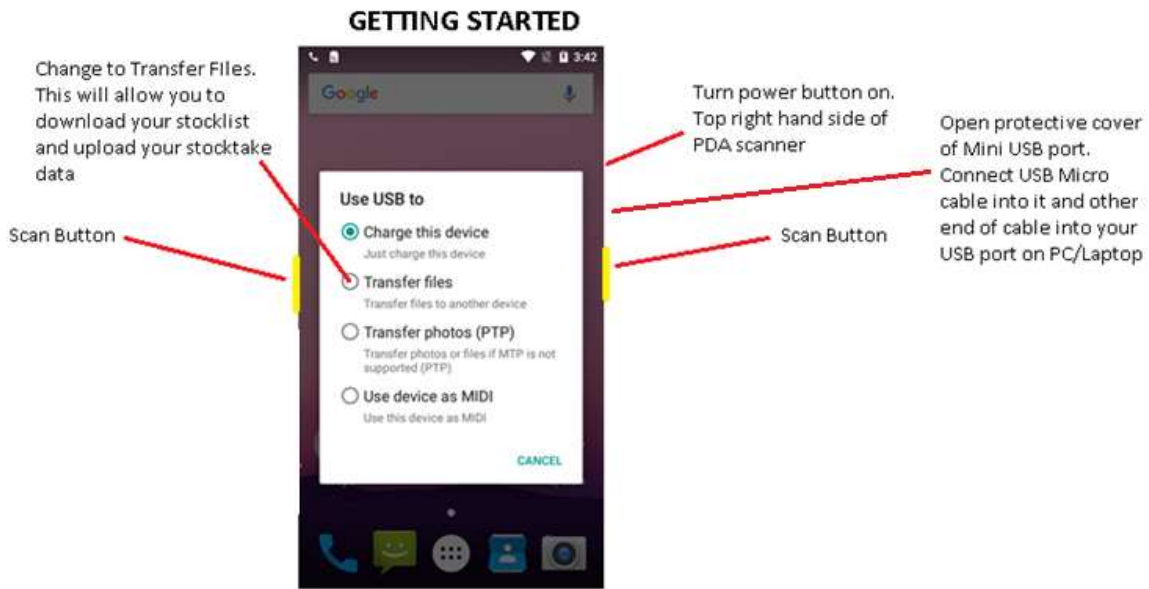 GETTING STARTED
Change to Transfer FIles.
This will allow you to
download your stocklist
and upload your stocktake
data
Scan Button
3:42
Google
Use USB to
Charge this device
Just charge this device
Transfer files
Transfer files to another device
Transfer photos (PTP)
Transfer photos or files if MTP is not
supported (PTP)
Use device as MIDI
Use this device as MIDI
CANCEL
Turn power button on.
Top right hand side of
PDA scanner
Scan Button
Open protective cover
of Mini USB port.
Connect USB Micro
cable into it and other
end of cable into your
USB port on PC/Laptop